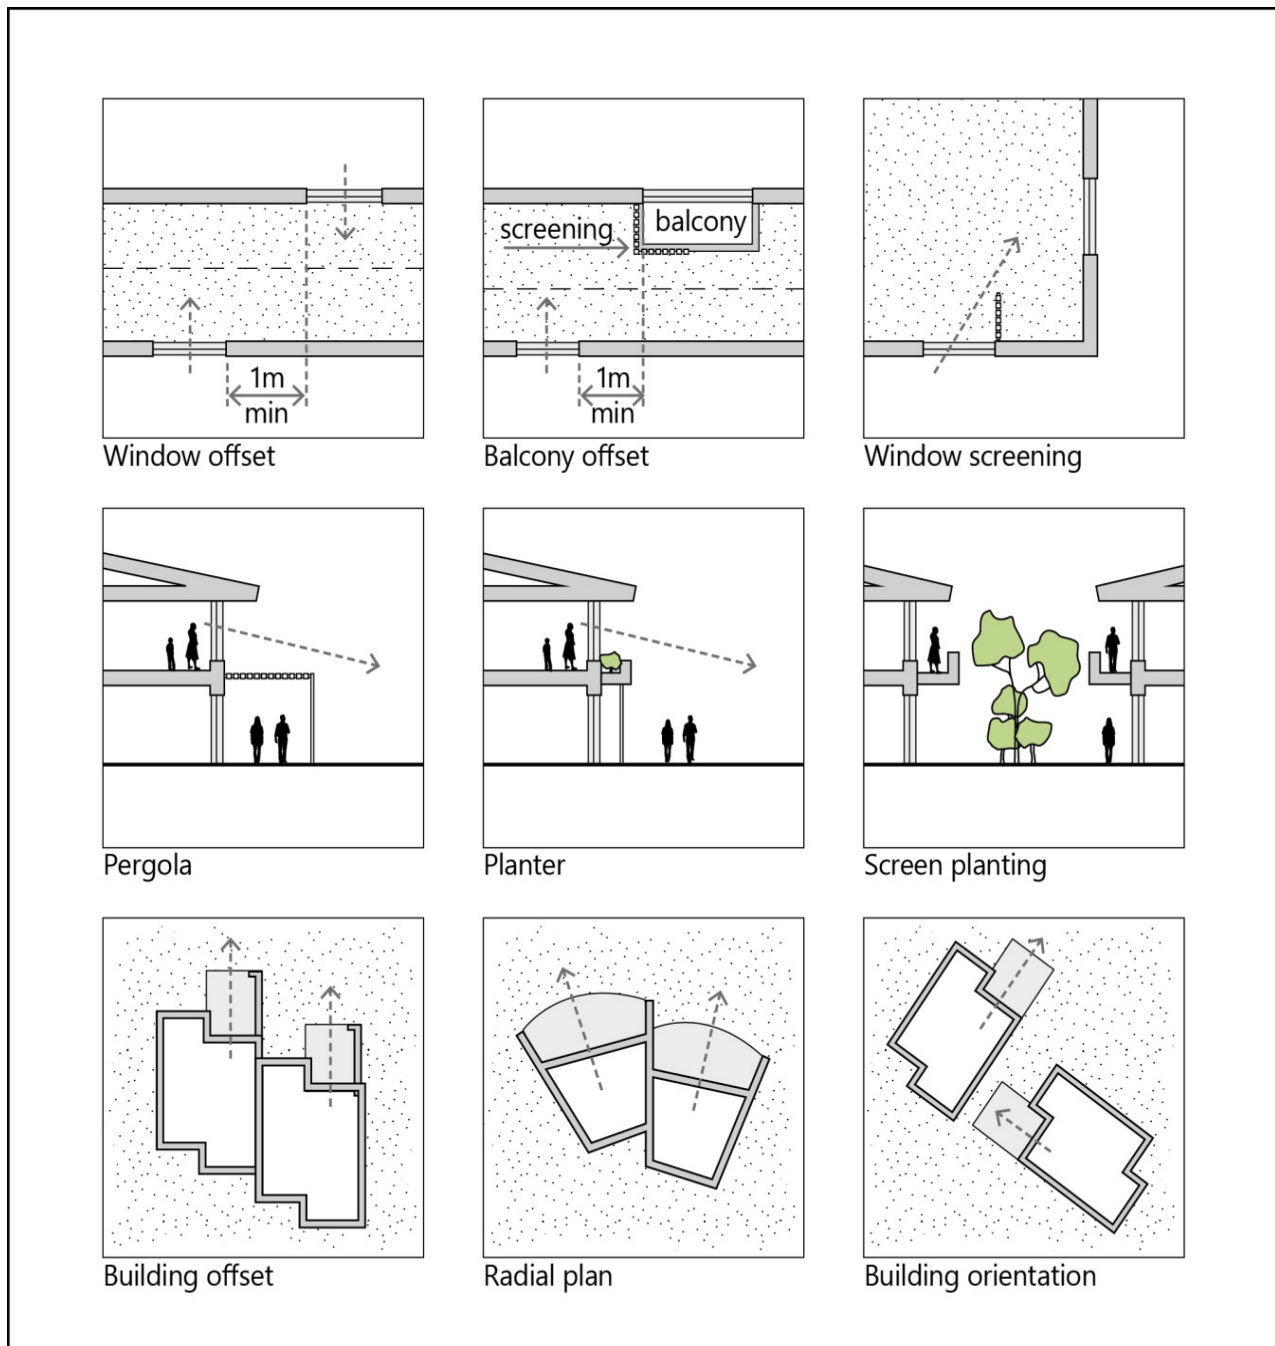 1m
min
Window offset
screening
balcony
1m
min
Balcony offset
Window screening
Pergola
Planter
Screen planting
Building offset
Radial plan
Building orientation